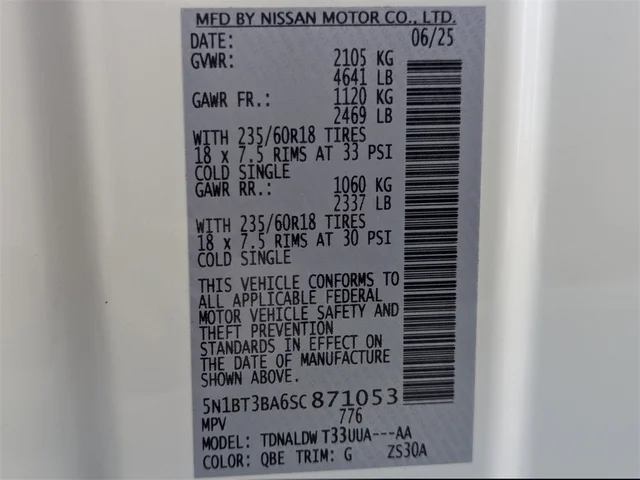 MFD BY NISSAN MOTOR CO., LTD.
DATE: 06/25
GVWR: 2105 KG
4641 LB
GAWR FR.: 1120 KG
2469 LB
WITH 235/60R18 TIRES
18 x 7.5 RIMS AT 33 PSI
COLD SINGLE
GAWR RR.: 1060 KG
2337 LB
WITH 235/60R18 TIRES
18 x 7.5 RIMS AT 30 PSI
COLD SINGLE
THIS VEHICLE CONFORMS TO
ALL APPLICABLE FEDERAL
MOTOR VEHICLE SAFETY AND
THEFT PREVENTION
STANDARDS IN EFFECT ON
THE DATE OF MANUFACTURE
SHOWN ABOVE.
5N1BT3BA6SC871053
MPV 776
MODEL: TDNALDW T33UUA---AA
COLOR: QBE TRIM: G ZS30A